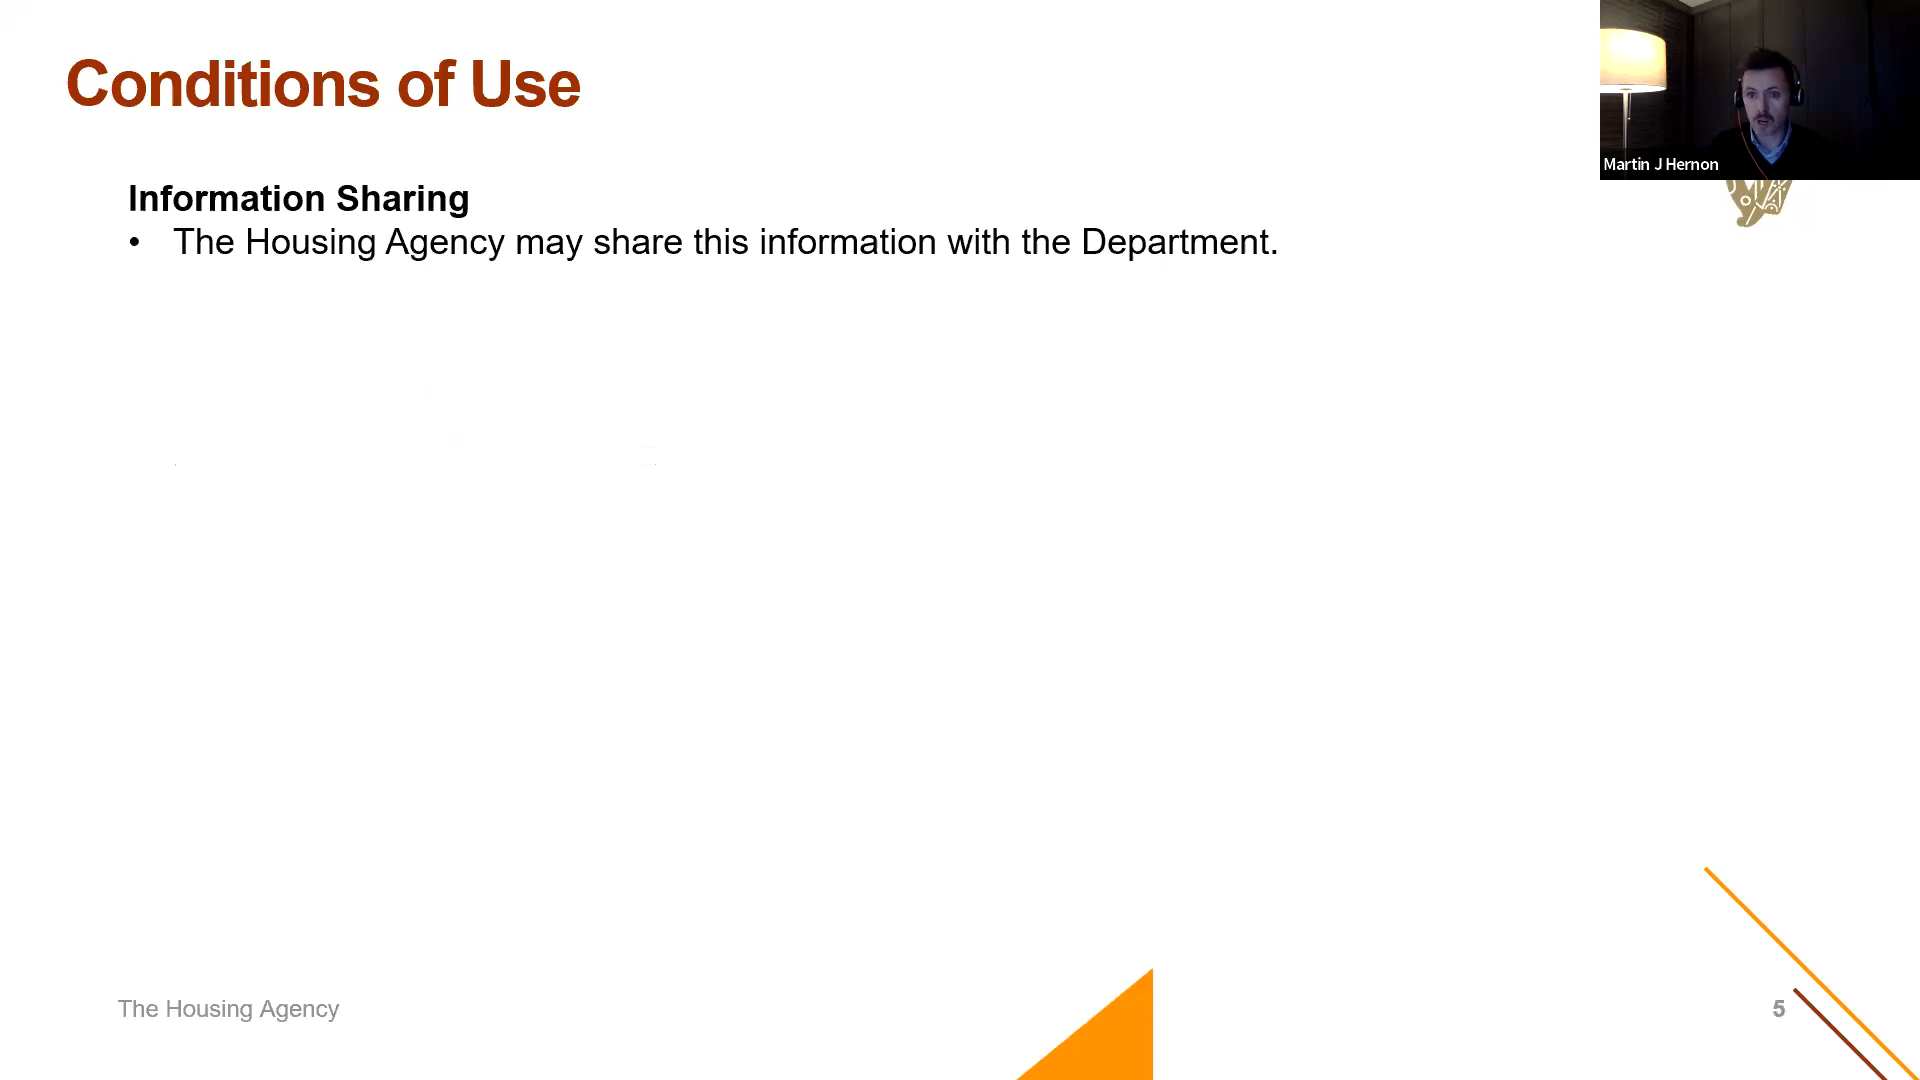 Conditions of Use
Martin J Hernon
Information Sharing
• The Housing Agency may share this information with the Department.
The Housing Agency
5